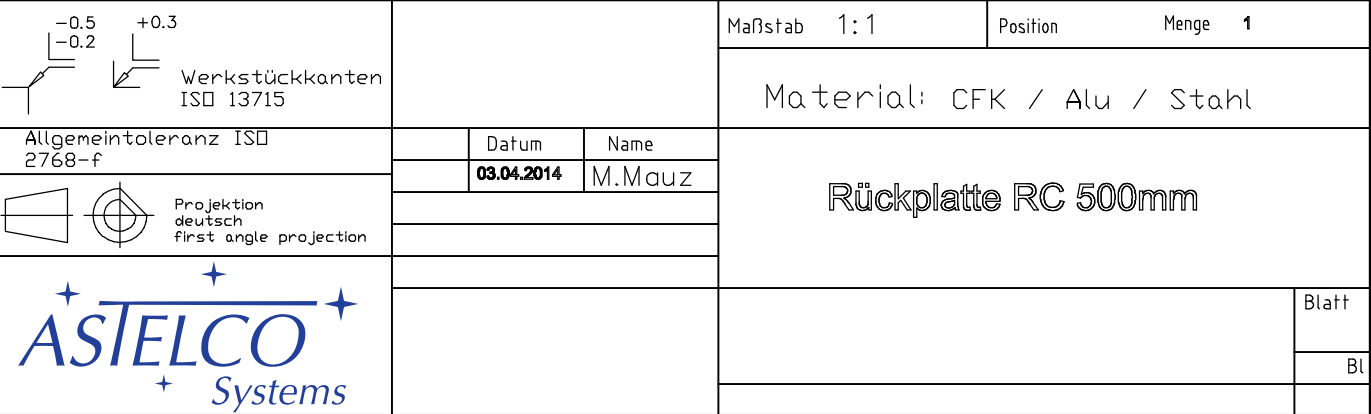 -0.5
-0.2
+0.3
Werkstückkanten
ISO 13715
Allgemeintoleranz ISO
2768-f
Projektion
deutsch
first angle projection
ASTELCO
Systems
Datum Name
03.04.2014 M.Mauz
Maßstab 1:1 Position Menge 1
Material: CFK / Alu / Stahl
Rückplatte RC 500mm
Blatt
Bl